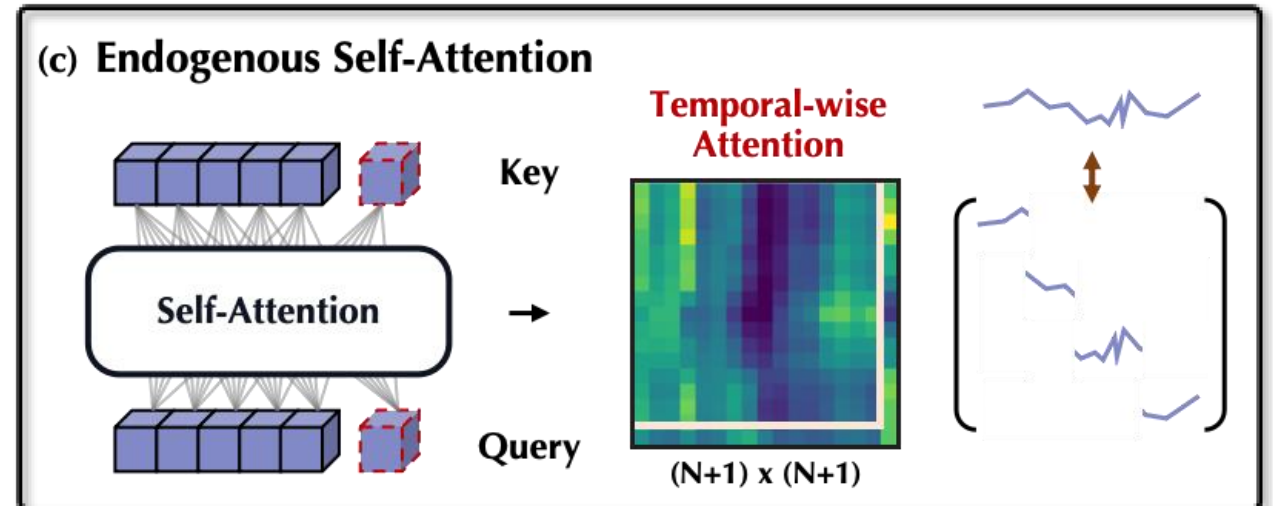 (c) Endogenous Self-Attention
Temporal-wise
Attention
Key
Self-Attention
Query
(N+1) x (N+1)